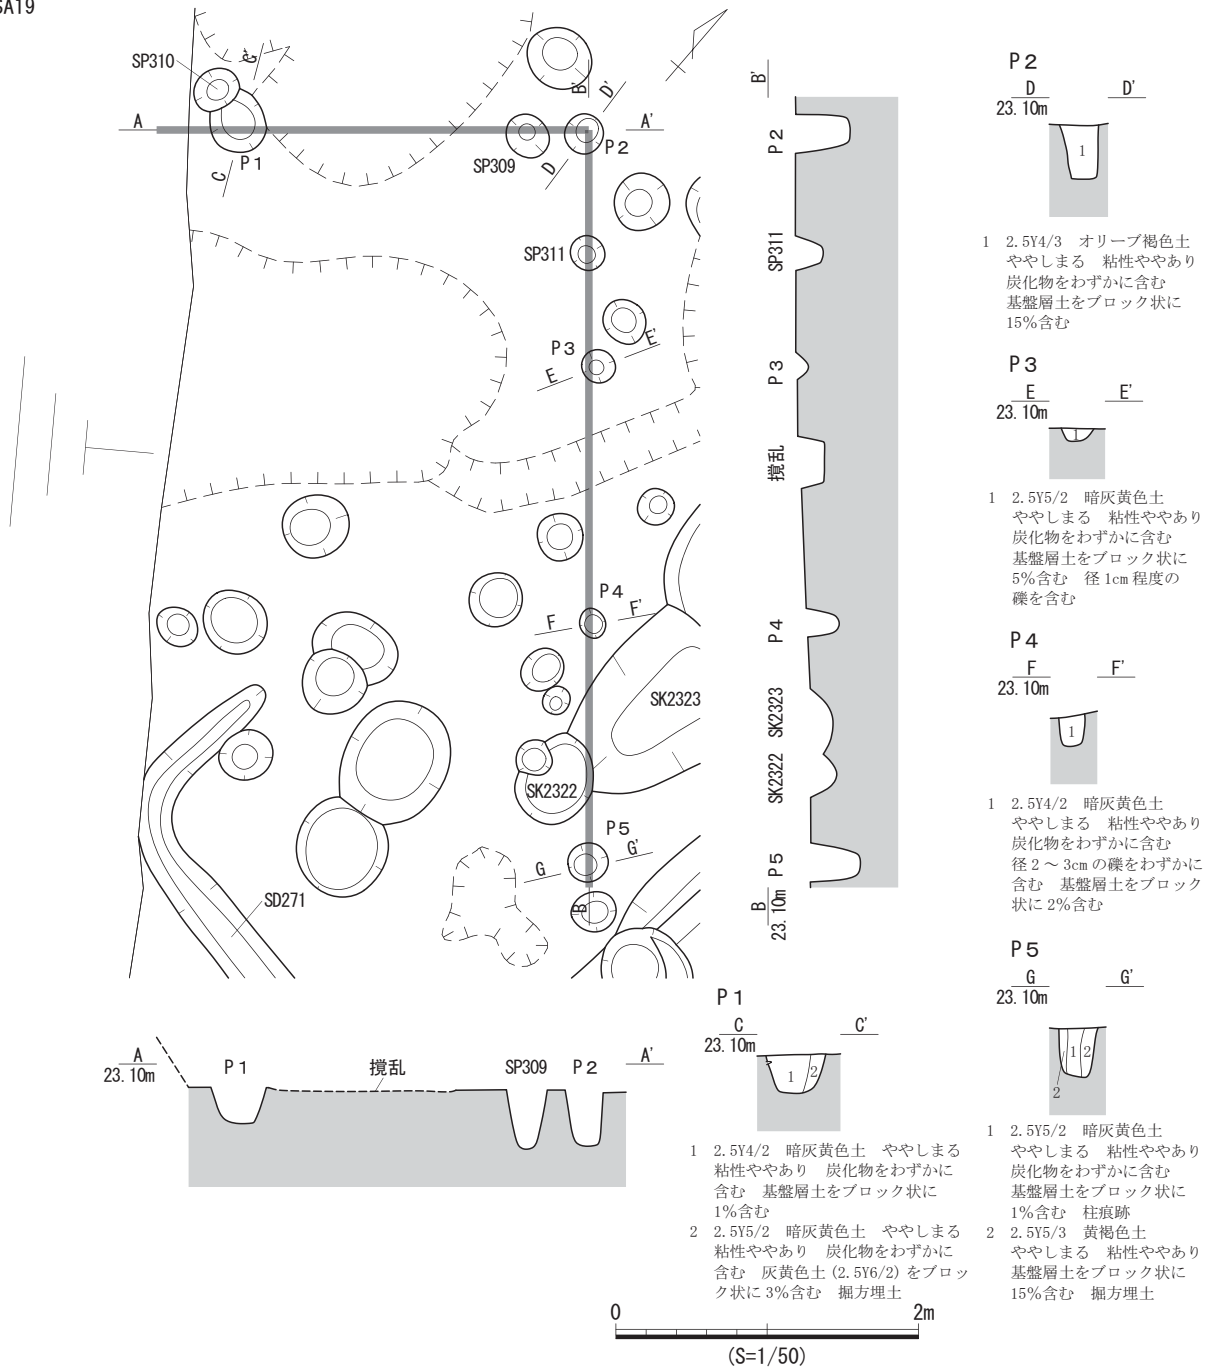 SA19
SP310
C'
A
A'
P1
C
SP309
D
P2
B'
D'
SP311
P3
E
E'
P4
F
F'
SK2323
SK2322
P5
G
G'
B
SD271
B'
P2
SP311
P3
撹乱
P4
SK2323
SK2322
P5
B
23.10m
P2
D
D'
23.10m
1
1 2.5Y4/3 オリーブ褐色土
ややしまる 粘性ややあり
炭化物をわずかに含む
基盤層土をブロック状に
15%含む
P3
E
E'
23.10m
1
1 2.5Y5/2 暗灰黄色土
ややしまる 粘性ややあり
炭化物をわずかに含む
基盤層土をブロック状に
5%含む 径1cm程度の
礫を含む
P4
F
F'
23.10m
1
1 2.5Y4/2 暗灰黄色土
ややしまる 粘性ややあり
炭化物をわずかに含む
径2～3cmの礫をわずかに
含む 基盤層土をブロック
状に2%含む
P5
G
G'
23.10m
1
2
2
1 2.5Y5/2 暗灰黄色土
ややしまる 粘性ややあり
炭化物をわずかに含む
基盤層土をブロック状に
1%含む 柱痕跡
2 2.5Y5/3 黄褐色土
ややしまる 粘性ややあり
基盤層土をブロック状に
15%含む 掘方埋土
A
23.10m
P1
撹乱
SP309
P2
A'
P1
C
C'
23.10m
1
2
1 2.5Y4/2 暗灰黄色土 ややしまる
粘性ややあり 炭化物をわずかに
含む 基盤層土をブロック状に
1%含む
2 2.5Y5/2 暗灰黄色土 ややしまる
粘性ややあり 炭化物をわずかに
含む 灰黄色土(2.5Y6/2)をブロッ
ク状に3%含む 掘方埋土
0
2m
(S=1/50)